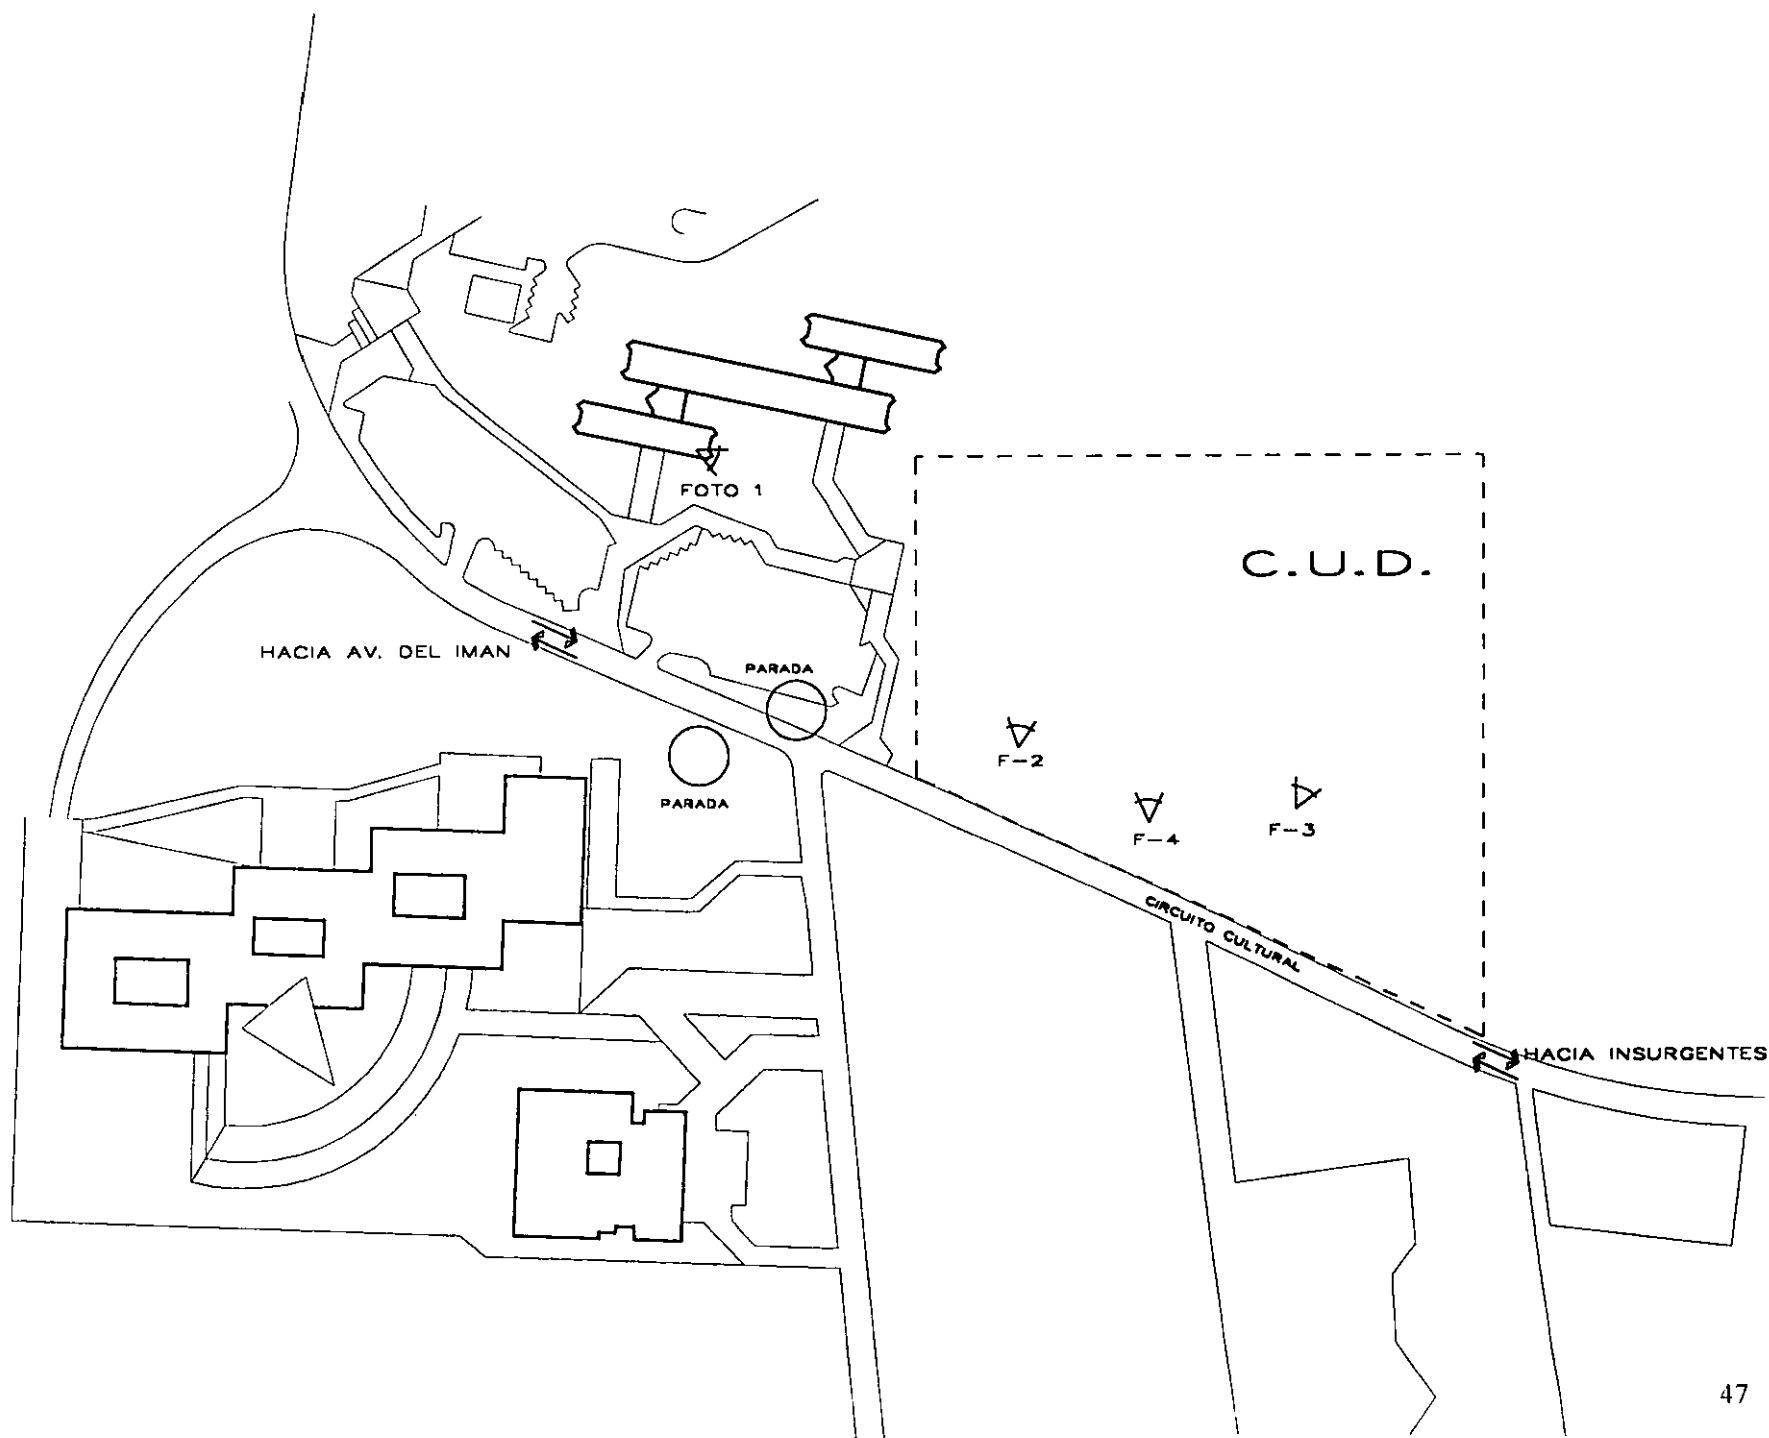 FOTO 1
C.U.D.
HACIA AV. DEL IMAN
PARADA
PARADA
F-2
F-4
F-3
CIRCUITO CULTURAL
HACIA INSURGENTES
47